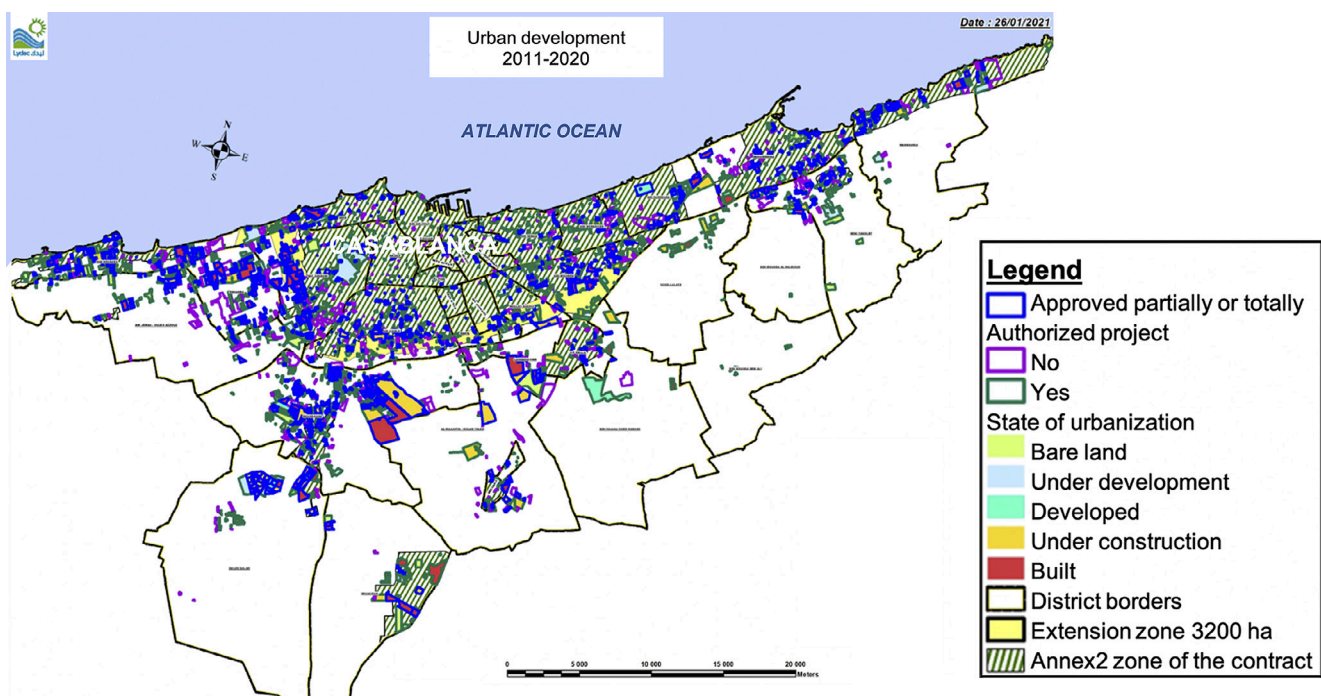 Lydec
ليدك
Urban development
2011-2020
Date : 26/01/2021
N
W
E
S
ATLANTIC OCEAN
CASABLANCA
Legend
Approved partially or totally
Authorized project
No
Yes
State of urbanization
Bare land
Under development
Developed
Under construction
Built
District borders
Extension zone 3200 ha
Annex2 zone of the contract
0
5 000
10 000
15 000
20 000
Meters